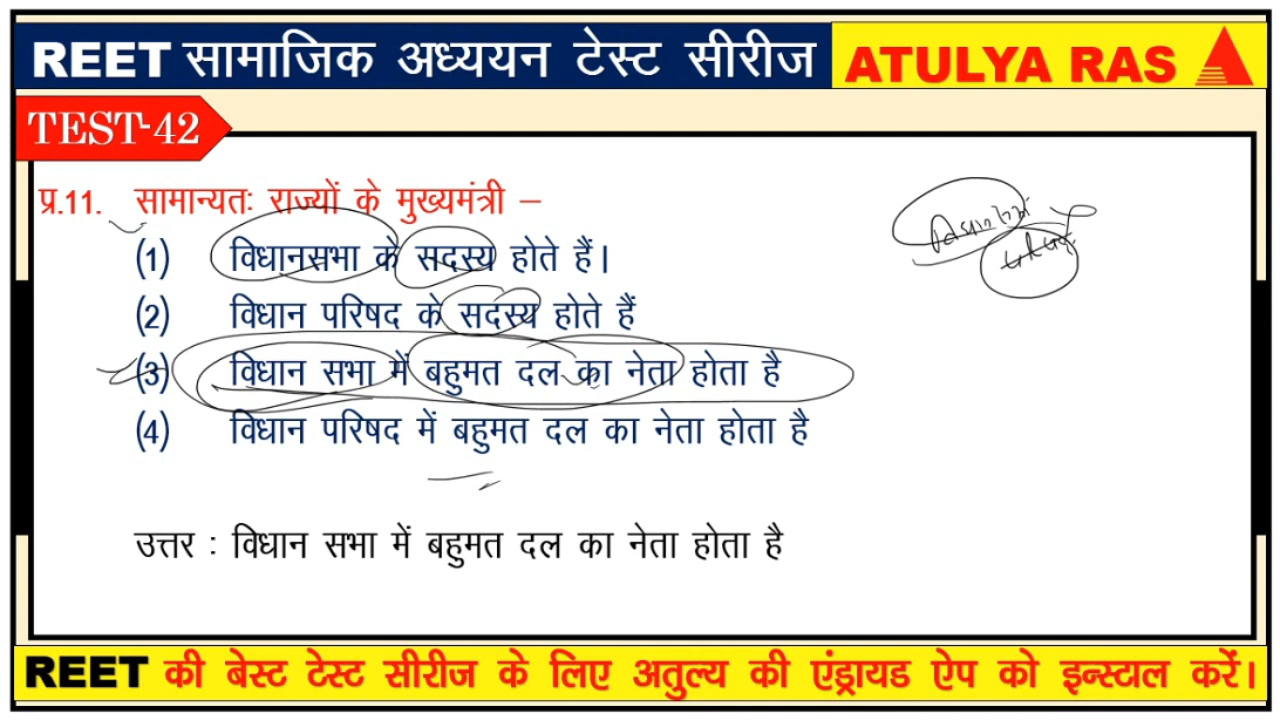 REET सामाजिक अध्ययन टेस्ट सीरीज ATULYA RAS
TEST-42
प्र.11. सामान्यतः राज्यों के मुख्यमंत्री –
(1) विधानसभा के सदस्य होते हैं।
(2) विधान परिषद के सदस्य होते हैं
(3) विधान सभा में बहुमत दल का नेता होता है
(4) विधान परिषद में बहुमत दल का नेता होता है
उत्तर : विधान सभा में बहुमत दल का नेता होता है
REET की बेस्ट टेस्ट सीरीज के लिए अतुल्य की एंड्रायड ऐप को इन्स्टाल करें।